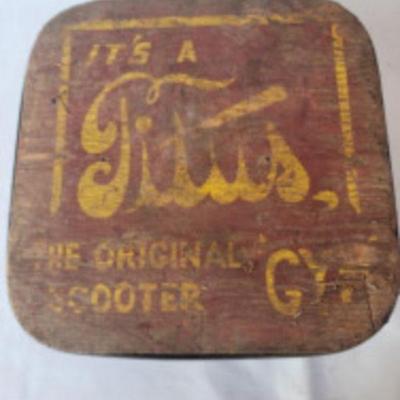 IT'S A
Titus,
THE ORIGINAL
SCOOTER